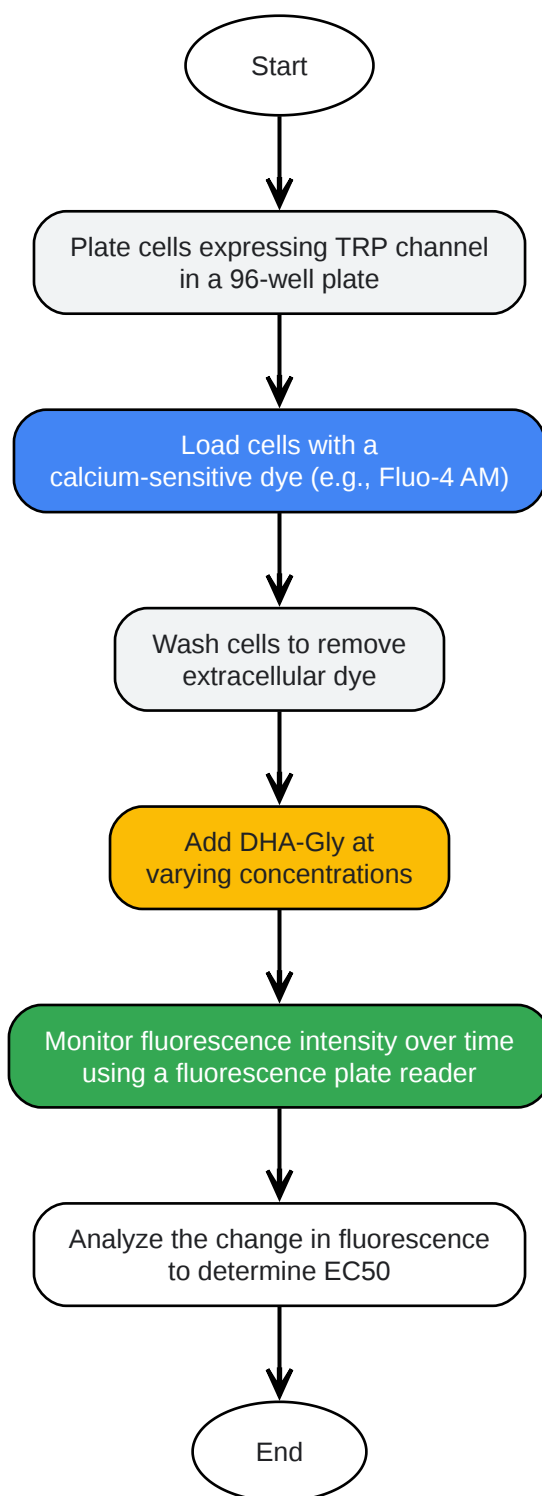 Start
Plate cells expressing TRP channel
in a 96-well plate
Load cells with a
calcium-sensitive dye (e.g., Fluo-4 AM)
Wash cells to remove
extracellular dye
Add DHA-Gly at
varying concentrations
Monitor fluorescence intensity over time
using a fluorescence plate reader
Analyze the change in fluorescence
to determine EC50
End